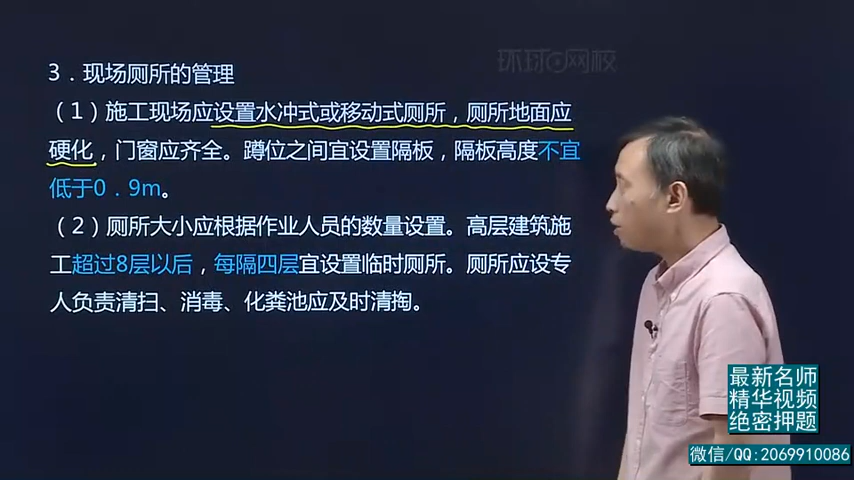 环球网校
3．现场厕所的管理
（1）施工现场应设置水冲式或移动式厕所，厕所地面应
硬化，门窗应齐全。蹲位之间宜设置隔板，隔板高度不宜
低于0．9m。
（2）厕所大小应根据作业人员的数量设置。高层建筑施
工超过8层以后，每隔四层宜设置临时厕所。厕所应设专
人负责清扫、消毒、化粪池应及时清掏。
最新名师
精华视频
绝密押题
微信/QQ:2069910086